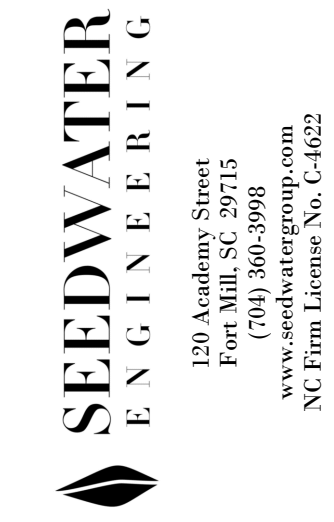 SEEDWATER
ENGINEERING
120 Academy Street
Fort Mill, SC 29715
(704) 360-3998
www.seedwatergroup.com
NC Firm License No. C-4622